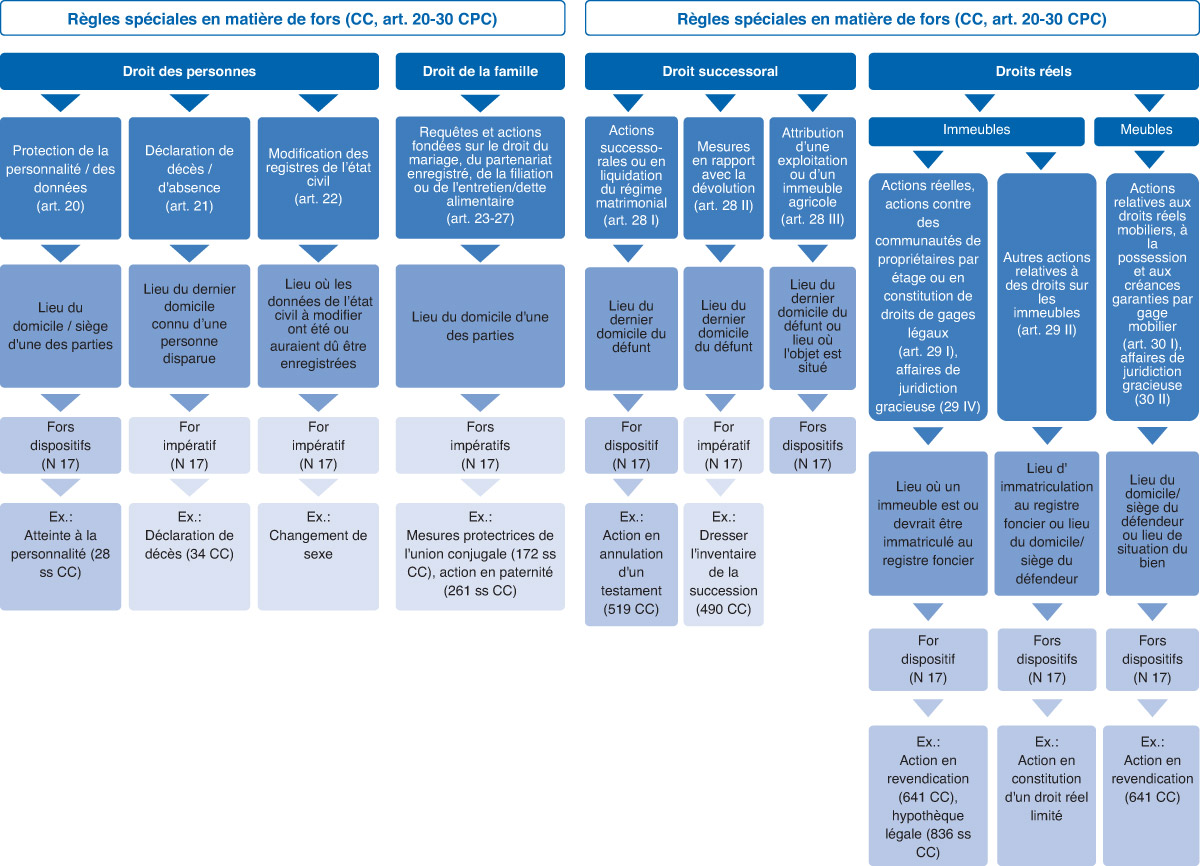 Règles spéciales en matière de fors (CC, art. 20-30 CPC)
Droit des personnes
Protection de la
personnalité / des
données
(art. 20)
Lieu du
domicile / siège
d'une des parties
Fors
dispositifs
(N 17)
Ex.:
Atteinte à la
personnalité (28
ss CC)
Déclaration de
décès /
d'absence
(art. 21)
Lieu du dernier
domicile
connu d'une
personne
disparue
For
impératif
(N 17)
Ex.:
Déclaration de
décès (34 CC)
Modification des
registres de l'état
civil
(art. 22)
Lieu où les
données de l'état
civil à modifier
ont été ou
auraient dû être
enregistrées
For
impératif
(N 17)
Ex.:
Changement de
sexe
Droit de la famille
Requêtes et actions
fondées sur le droit du
mariage, du partenariat
enregistré, de la filiation
ou de l'entretien/dette
alimentaire
(art. 23-27)
Lieu du domicile d'une
des parties
Fors
impératifs
(N 17)
Ex.:
Mesures protectrices de
l'union conjugale (172 ss
CC), action en paternité
(261 ss CC)
Règles spéciales en matière de fors (CC, art. 20-30 CPC)
Droit successoral
Actions
successo-
rales ou en
liquidation
du régime
matrimonial
(art. 28 I)
Lieu du
dernier
domicile du
défunt
For
dispositif
(N 17)
Ex.:
Action en
annulation
d'un
testament
(519 CC)
Mesures
en rapport
avec la
dévolution
(art. 28 II)
Lieu du
dernier
domicile
du défunt
For
impératif
(N 17)
Ex.:
Dresser
l'inventaire
de la
succession
(490 CC)
Attribution
d'une
exploitation
ou d'un
immeuble
agricole
(art. 28 III)
Lieu du
dernier
domicile du
défunt ou
lieu où
l'objet est
situé
Fors
dispositifs
(N 17)
Droits réels
Immeubles
Actions réelles,
actions contre
des
communautés de
propriétaires par
étage ou en
constitution de
droits de gages
légaux
(art. 29 I),
affaires de
juridiction
gracieuse (29 IV)
Lieu où un
immeuble est ou
devrait être
immatriculé au
registre foncier
For
dispositif
(N 17)
Ex.:
Action en
revendication
(641 CC),
hypothèque
légale (836 ss
CC)
Autres actions
relatives à
des droits sur
les
immeubles
(art. 29 II)
Lieu d'
immatriculation
au registre
foncier ou lieu
du domicile/
siège du
défendeur
Fors
dispositifs
(N 17)
Ex.:
Action en
constitution
d'un droit réel
limité
Meubles
Actions
relatives aux
droits réels
mobiliers, à
la
possession
et aux
créances
garanties par
gage
mobilier
(art. 30 I),
affaires de
juridiction
gracieuse
(30 II)
Lieu du
domicile/
siège du
défendeur
ou lieu de
situation du
bien
Fors
dispositifs
(N 17)
Ex.:
Action en
revendication
(641 CC)